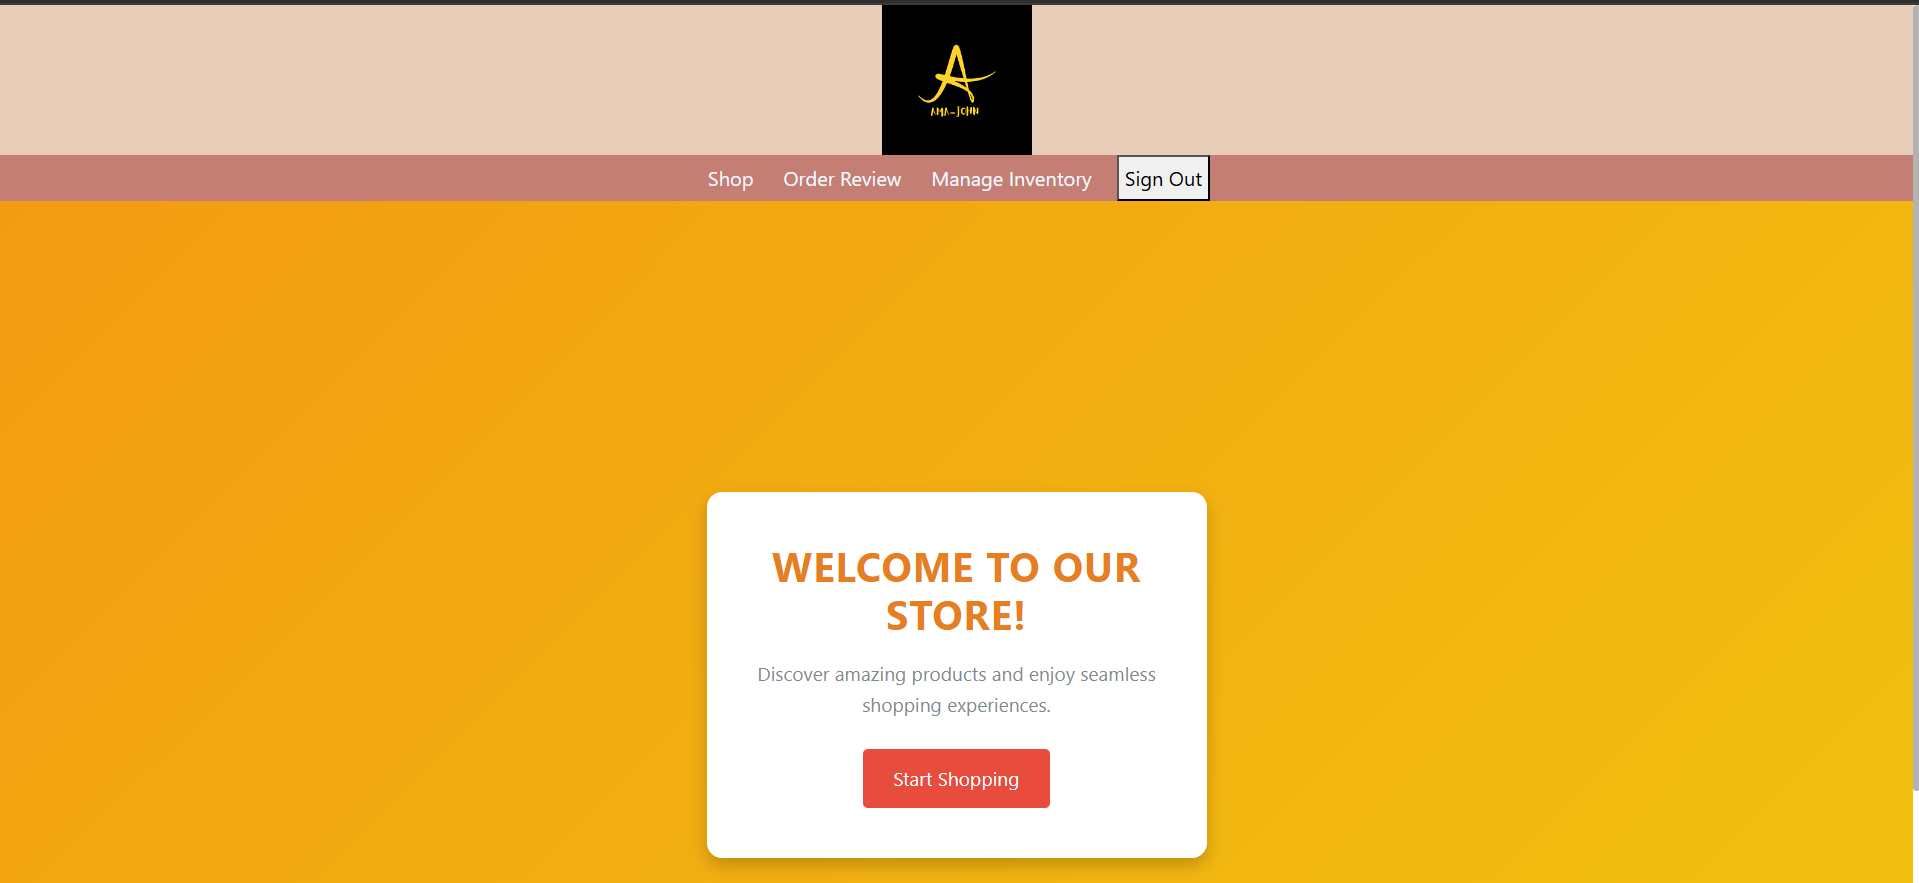 AMA-JOHN
Shop Order Review Manage Inventory Sign Out
WELCOME TO OUR
STORE!
Discover amazing products and enjoy seamless
shopping experiences.
Start Shopping